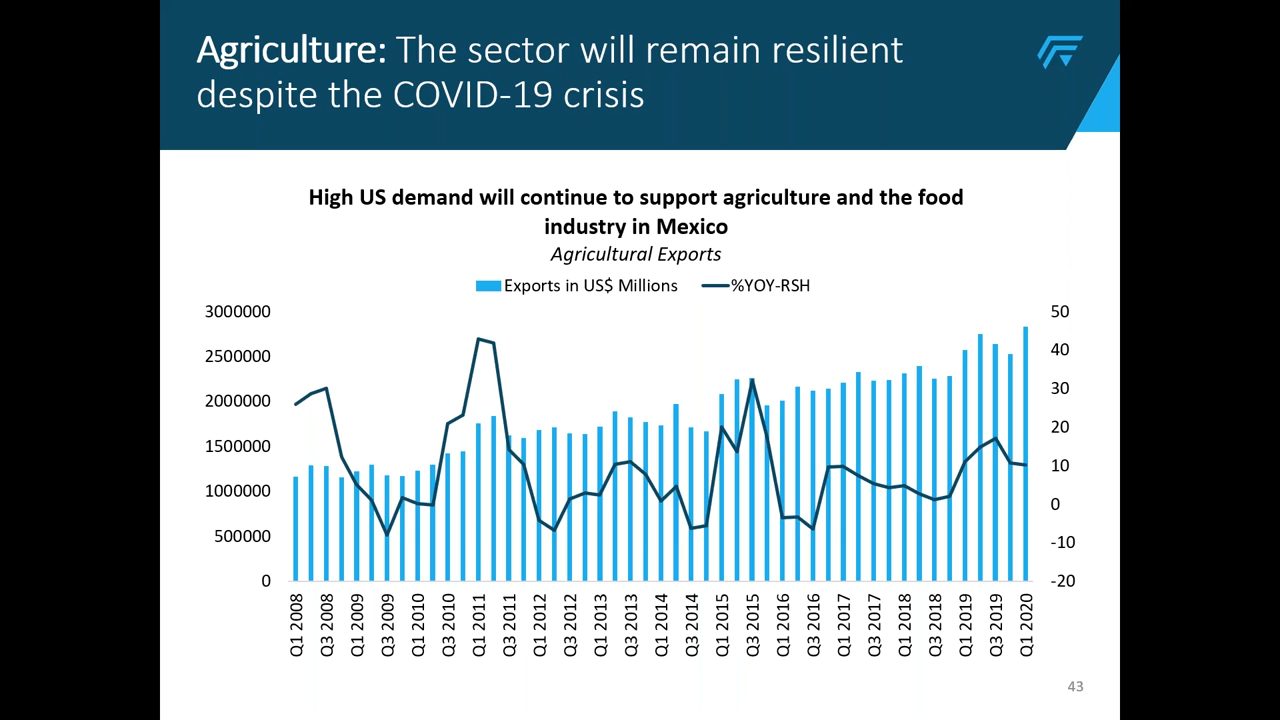 Agriculture: The sector will remain resilient
despite the COVID-19 crisis
High US demand will continue to support agriculture and the food
industry in Mexico
Agricultural Exports
Exports in US$ Millions %YOY-RSH
3000000 50
2500000 40
2000000 30
1500000 20
1000000 10
500000 0
0 -10
-20
Q1 2008
Q3 2008
Q1 2009
Q3 2009
Q1 2010
Q3 2010
Q1 2011
Q3 2011
Q1 2012
Q3 2012
Q1 2013
Q3 2013
Q1 2014
Q3 2014
Q1 2015
Q3 2015
Q1 2016
Q3 2016
Q1 2017
Q3 2017
Q1 2018
Q3 2018
Q1 2019
Q3 2019
Q1 2020
43